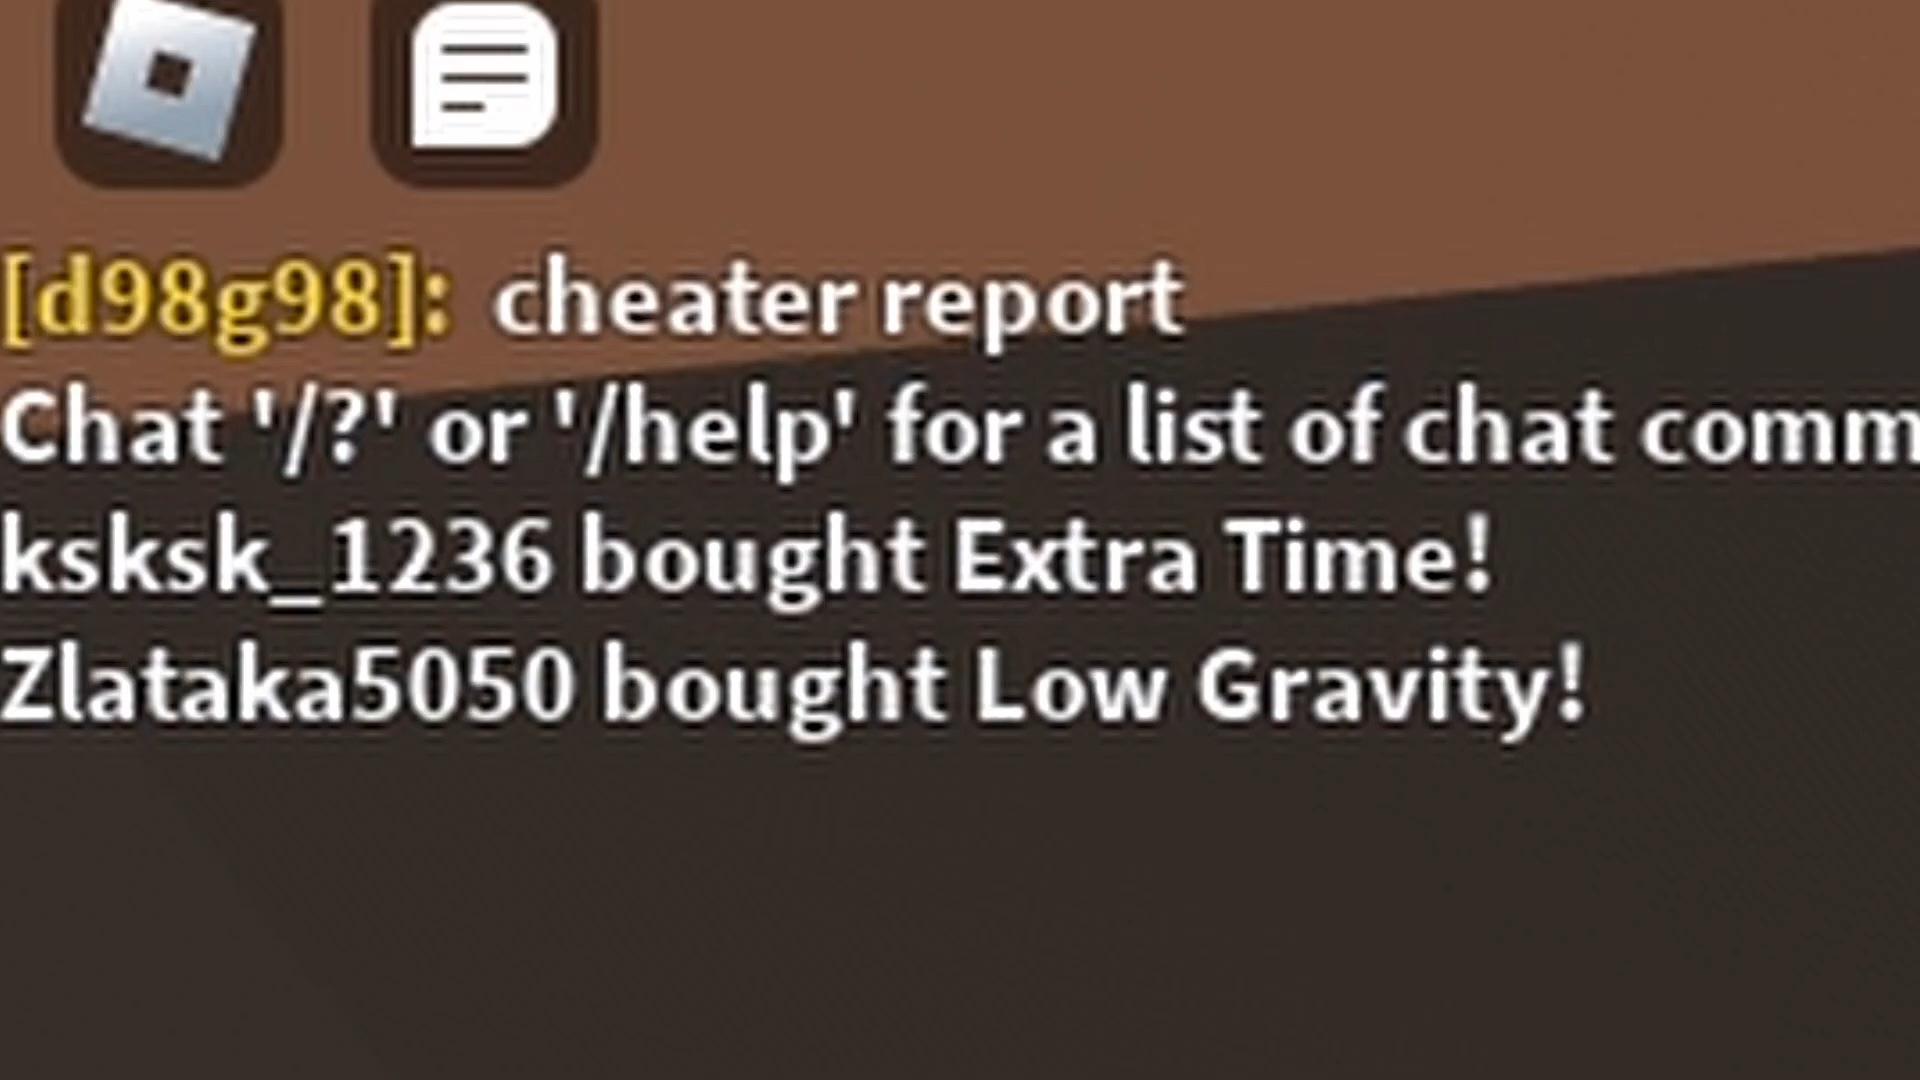 [d98g98]: cheater report
Chat '/?' or '/help' for a list of chat comm
ksksk_1236 bought Extra Time!
Zlataka5050 bought Low Gravity!